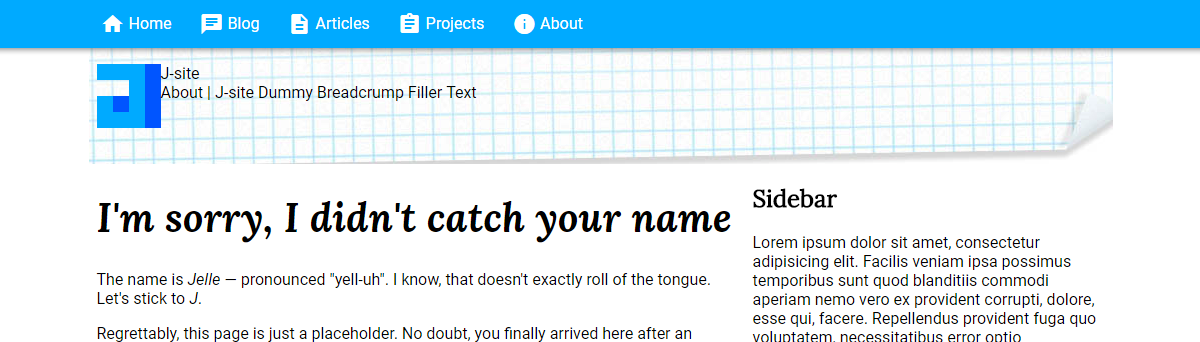 Home Blog Articles Projects About
J-site
About | J-site Dummy Breadcrump Filler Text
I'm sorry, I didn't catch your name
The name is Jelle — pronounced "yell-uh". I know, that doesn't exactly roll of the tongue.
Let's stick to J.
Regrettably, this page is just a placeholder. No doubt, you finally arrived here after an
Sidebar
Lorem ipsum dolor sit amet, consectetur
adipisicing elit. Facilis veniam ipsa possimus
temporibus sunt quod blanditiis commodi
aperiam nemo vero ex provident corrupti, dolore,
esse qui, facere. Repellendus provident fuga quo
voluptatem, necessitatibus error optio